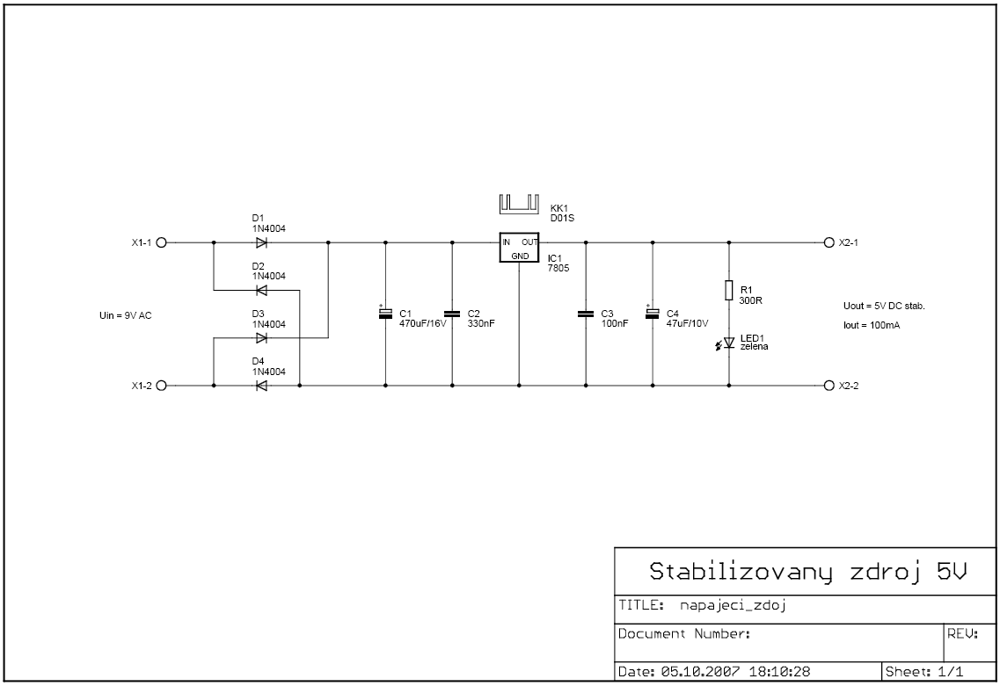 KK1
D01S
D1
1N4004
X1-1
IN OUT
GND
IC1
7805
X2-1
D2
1N4004
R1
300R
Uin = 9V AC
D3
1N4004
C1
470uF/16V
C2
330nF
C3
100nF
C4
47uF/10V
Uout = 5V DC stab.
Iout = 100mA
LED1
zelena
D4
1N4004
X1-2
X2-2
Stabilizovany zdroj 5V
TITLE: napajeci_zdoj
Document Number:
REV:
Date: 05.10.2007 18:10:28
Sheet: 1/1